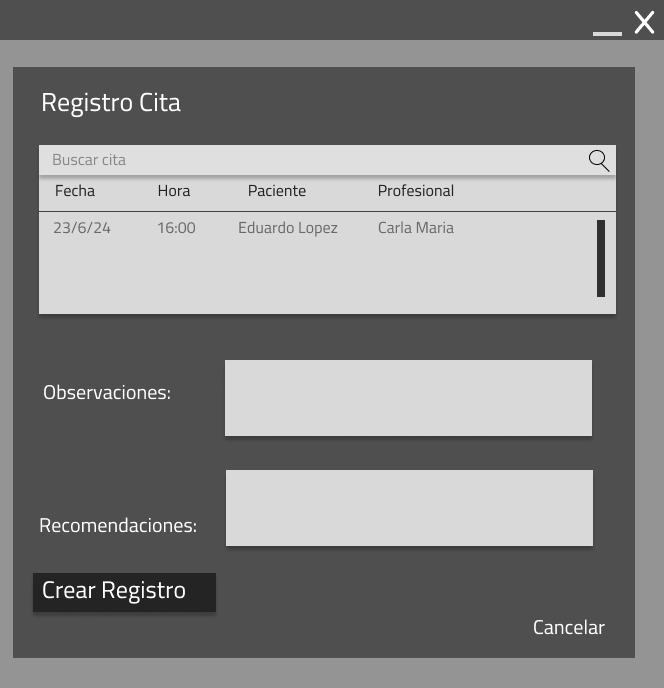 X
Registro Cita
Buscar cita
Fecha Hora Paciente Profesional
23/6/24 16:00 Eduardo Lopez Carla Maria
Observaciones:
Recomendaciones:
Crear Registro
Cancelar